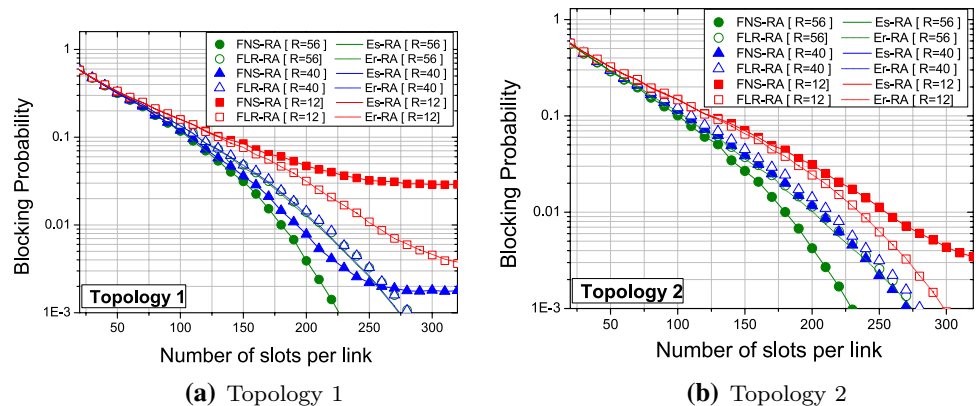 1
0.1
0.01
1E-3
Blocking Probability
FNS-RA [ R=56 ]
FLR-RA [ R=56]
FNS-RA [ R=40 ]
FLR-RA [ R=40 ]
FNS-RA [ R=12 ]
FLR-RA [ R=12 ]
Es-RA [ R=56 ]
Er-RA [ R=56 ]
Es-RA [ R=40 ]
Er-RA [ R=40 ]
Es-RA [ R=12 ]
Er-RA [ R=12]
Topology 1
50 100 150 200 250 300
Number of slots per link
(a) Topology 1
1
0.1
0.01
1E-3
Blocking Probability
FNS-RA [ R=56 ]
FLR-RA [ R=56 ]
FNS-RA [ R=40 ]
FLR-RA [ R=40 ]
FNS-RA [ R=12 ]
FLR-RA [ R=12 ]
Es-RA [ R=56 ]
Er-RA [ R=56 ]
Es-RA [ R=40 ]
Er-RA [ R=40 ]
Es-RA [ R=12 ]
Er-RA [ R=12]
Topology 2
50 100 150 200 250 300
Number of slots per link
(b) Topology 2